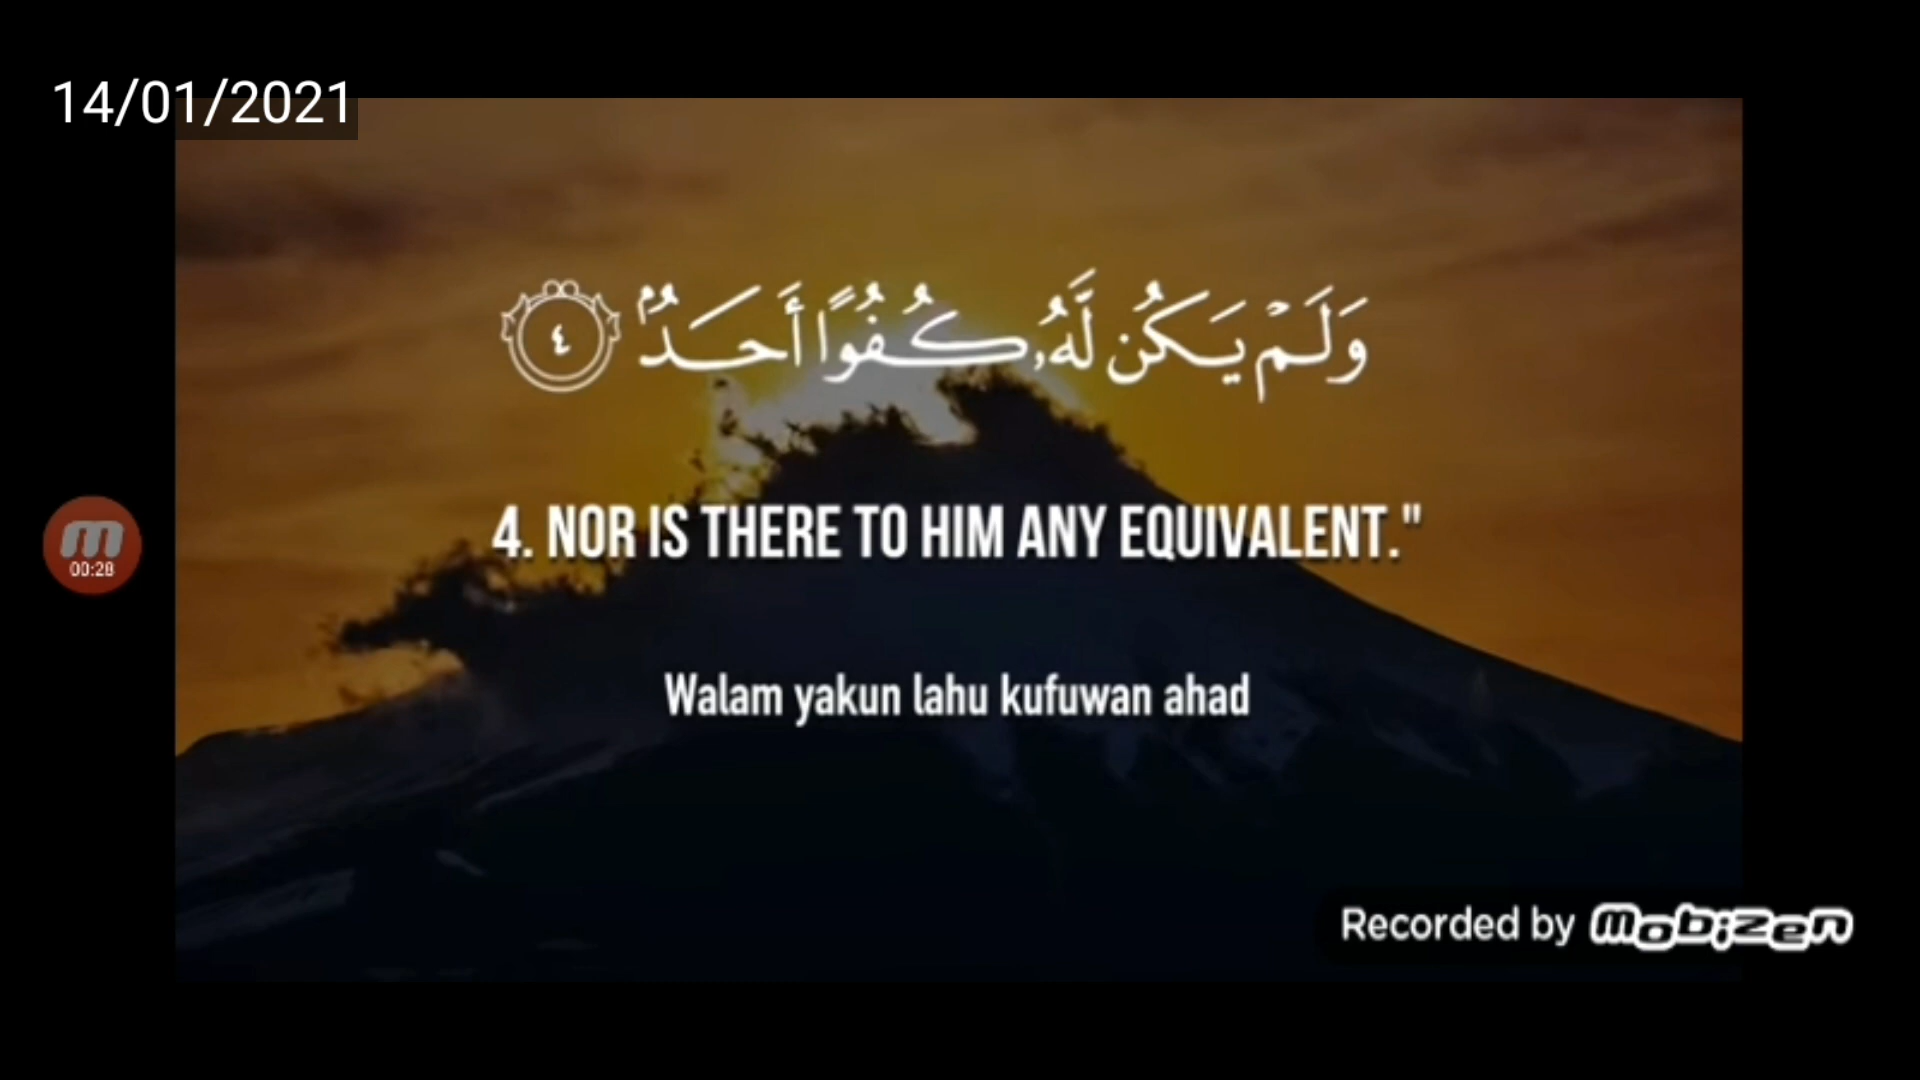 14/01/2021
وَلَمْ يَكُن لَّهُۥ كُفُوًا أَحَدٌۢ ٤
4. NOR IS THERE TO HIM ANY EQUIVALENT."
m
00:28
Walam yakun lahu kufuwan ahad
Recorded by mobizen